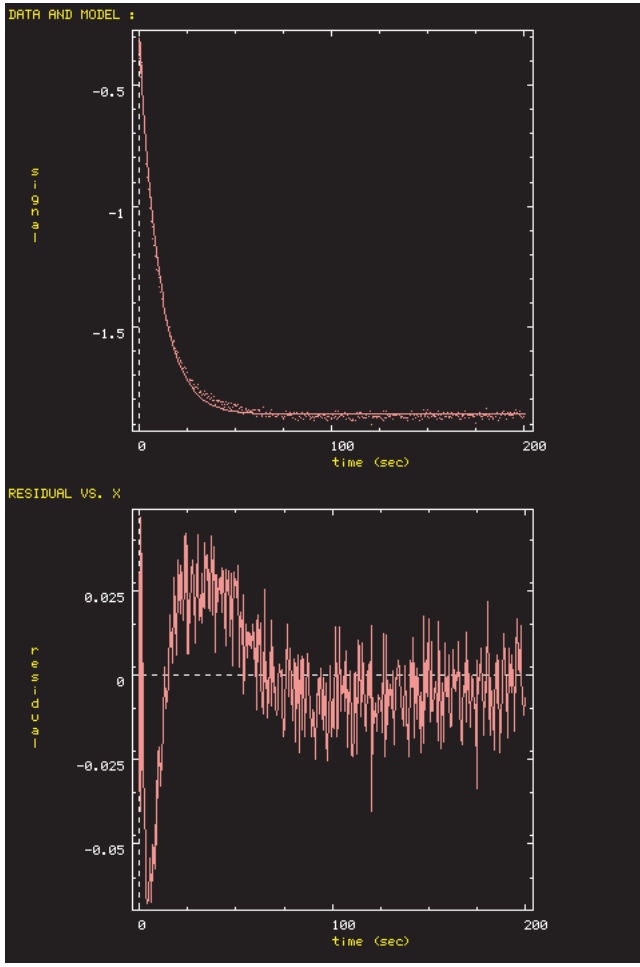 DATA AND MODEL :
-0.5
-1
-1.5
signal
0 100 200
time (sec)
RESIDUAL VS. X
0.025
0
-0.025
-0.05
residual
0 100 200
time (sec)